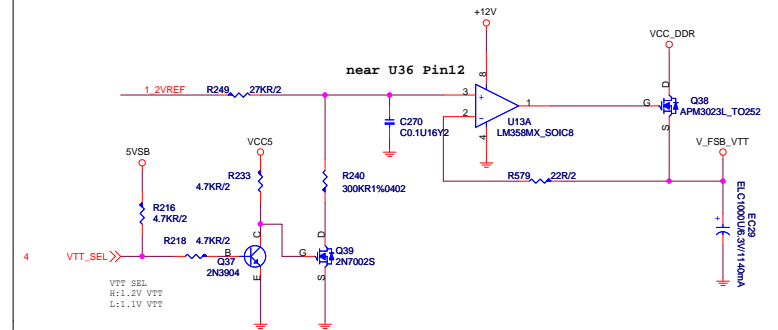 +12V
VCC_DDR
near U36 Pin12
1_2VREF
R249
27KR/2
3
8
+
1
2
-
4
U13A
LM358MX_SOIC8
G
D
S
Q38
APM3023L_TO252
C270
C0.1U16Y2
VCC5
5VSB
V_FSB_VTT
R233
4.7KR/2
R240
300KR1%0402
R579
22R/2
R216
4.7KR/2
+
EC29
ELC1000U/6.3V/1140mA
R218
4.7KR/2
4
VTT_SEL
B
C
E
Q37
2N3904
G
D
S
Q39
2N7002S
VTT SEL
H:1.2V VTT
L:1.1V VTT